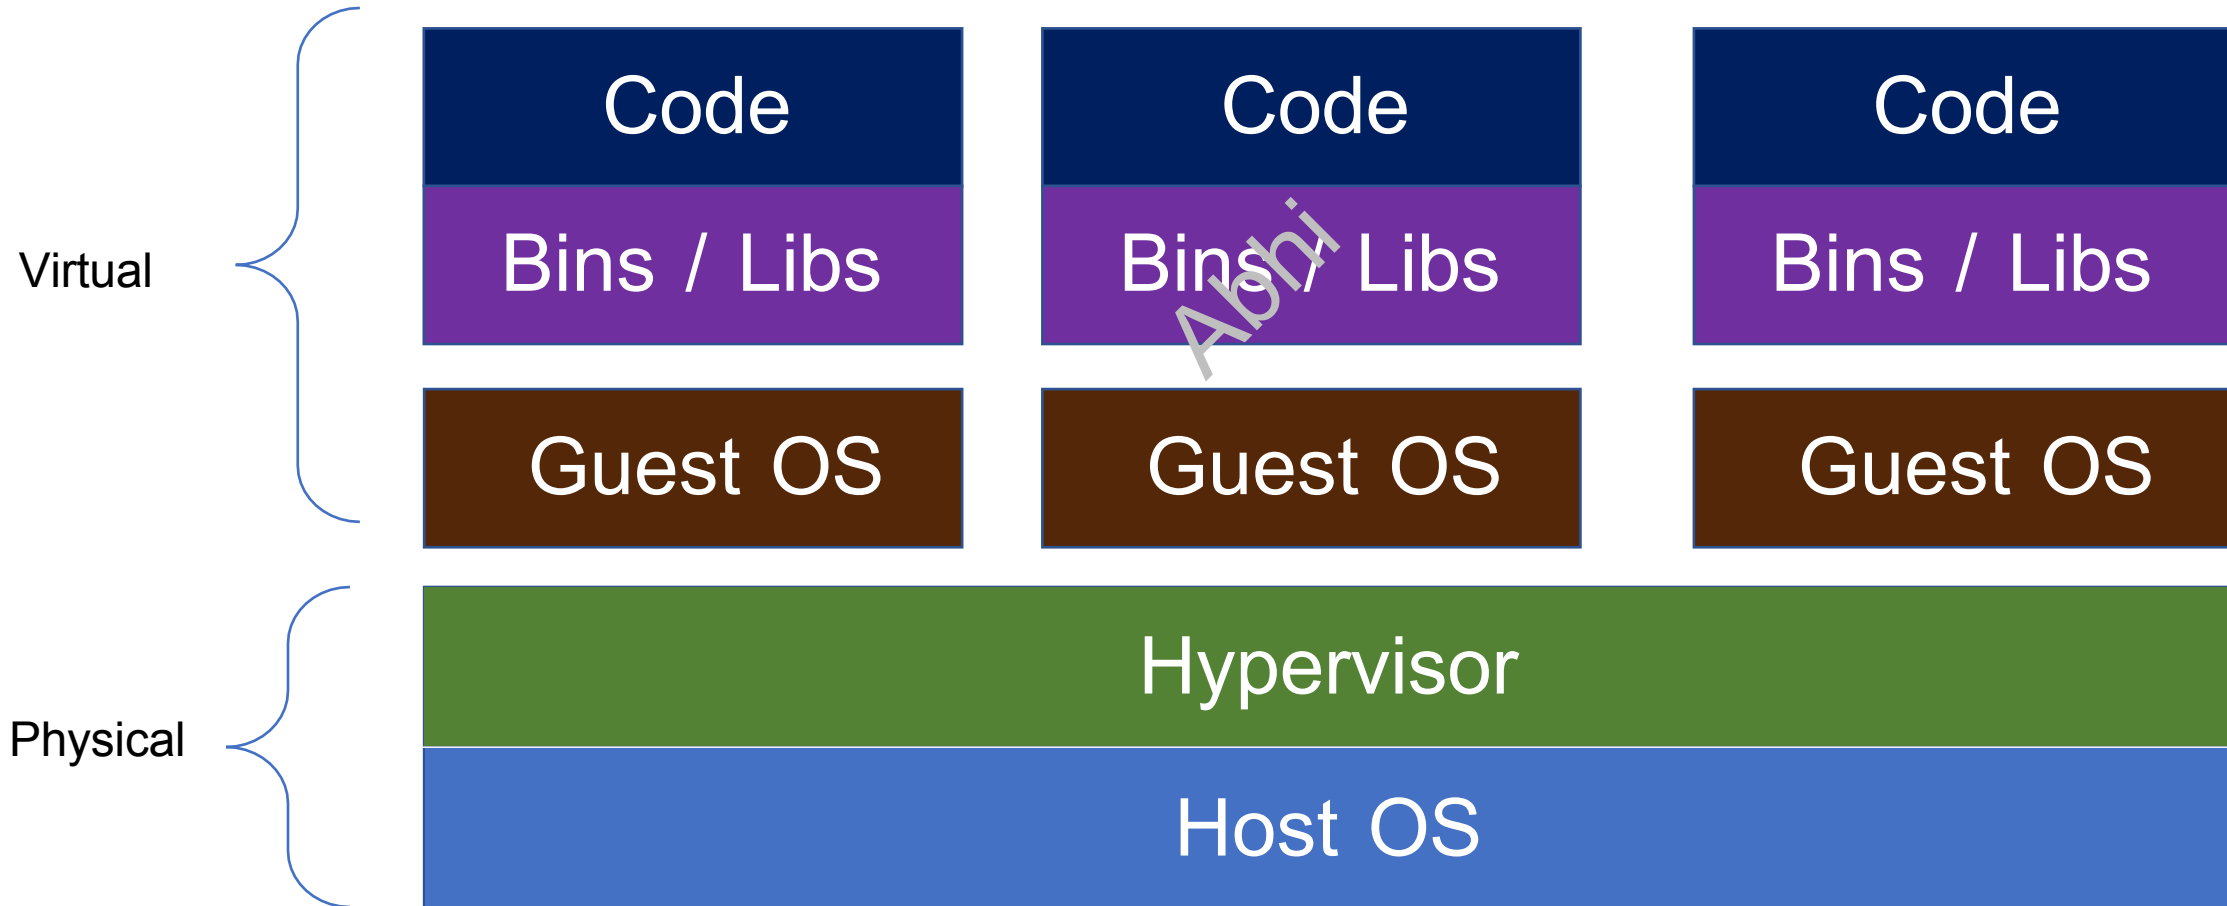 Code Code Code
Virtual
Bins / Libs Bins / Libs Bins / Libs
Abhi
Guest OS Guest OS Guest OS
Physical
Hypervisor
Host OS